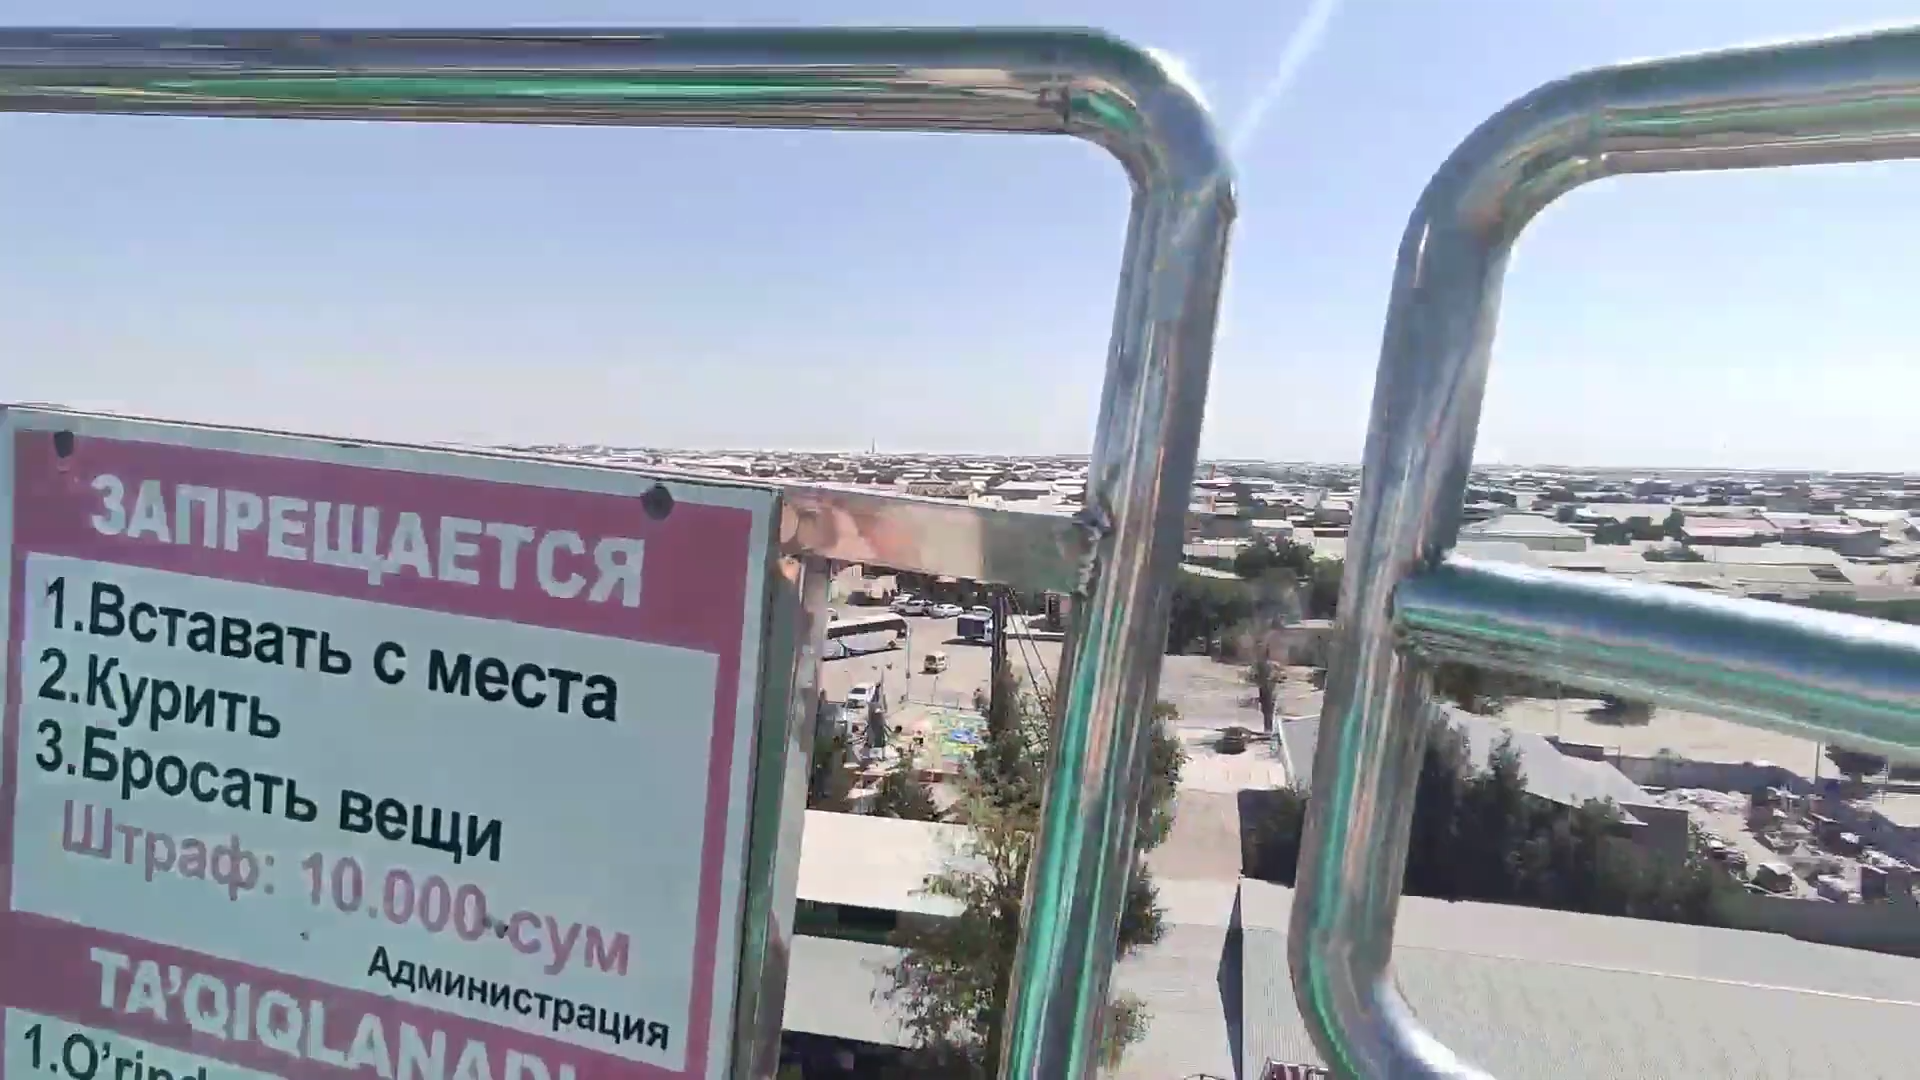 ЗАПРЕЩАЕТСЯ
1.Вставать с места
2.Курить
3.Бросать вещи
Штраф: 10.000 сум
Администрация
TA’QIQLANADI